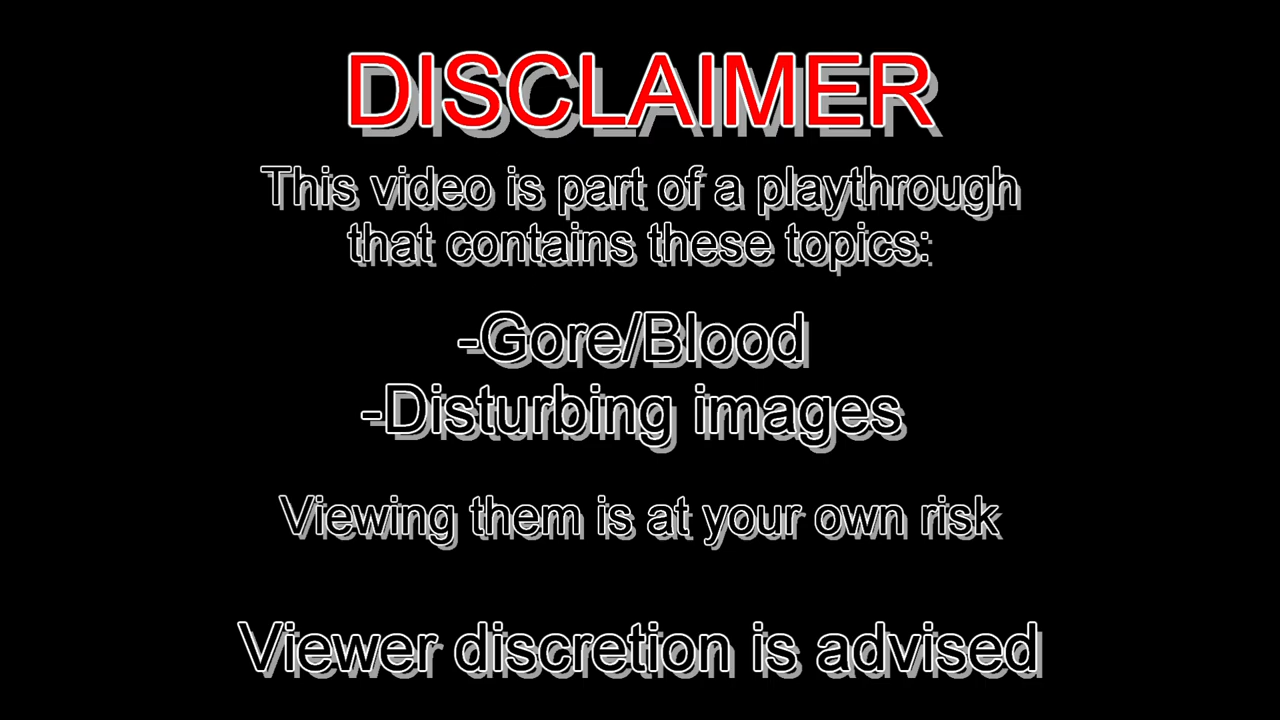 DISCLAIMER
This video is part of a playthrough
that contains these topics:
-Gore/Blood
-Disturbing images
Viewing them is at your own risk
Viewer discretion is advised